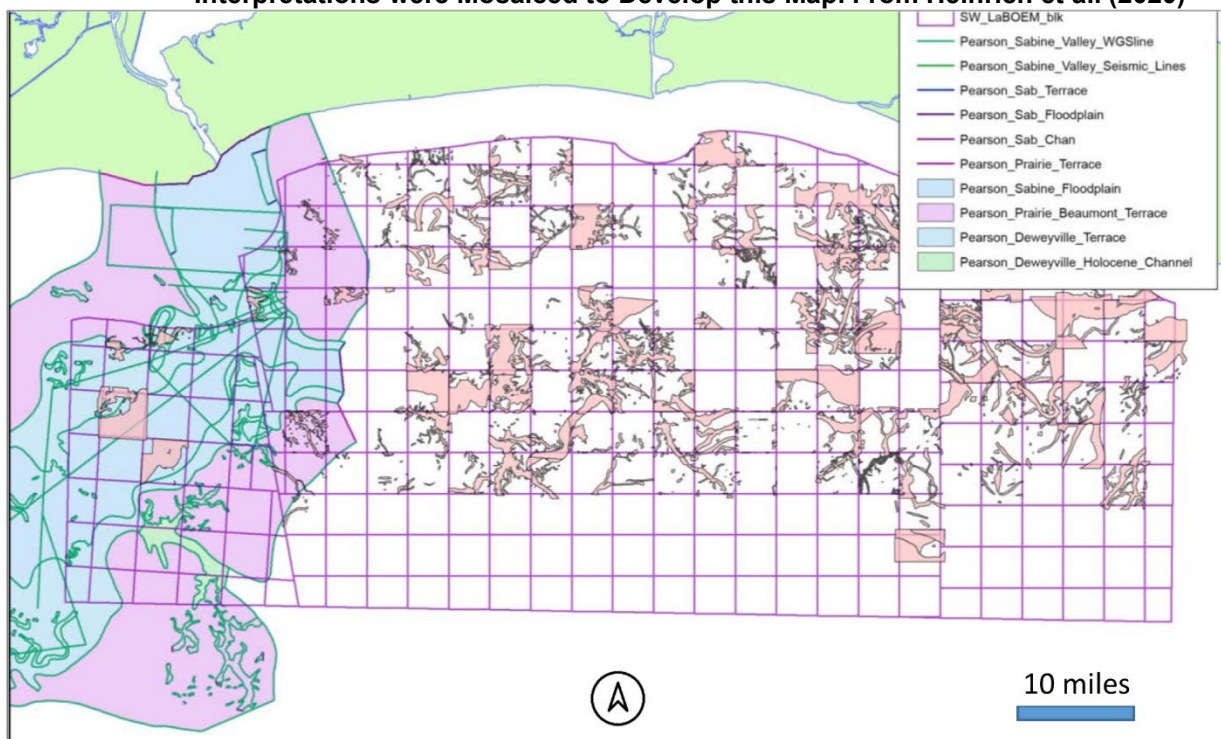 Interpretations were Mosaiced to Develop this Map. From Heinrich et al. (2020)
SW_LaBOEM_blk
Pearson_Sabine_Valley_WGSline
Pearson_Sabine_Valley_Seismic_Lines
Pearson_Sab_Terrace
Pearson_Sab_Floodplain
Pearson_Sab_Chan
Pearson_Prairie_Terrace
Pearson_Sabine_Floodplain
Pearson_Prairie_Beaumont_Terrace
Pearson_Deweyville_Terrace
Pearson_Deweyville_Holocene_Channel
10 miles